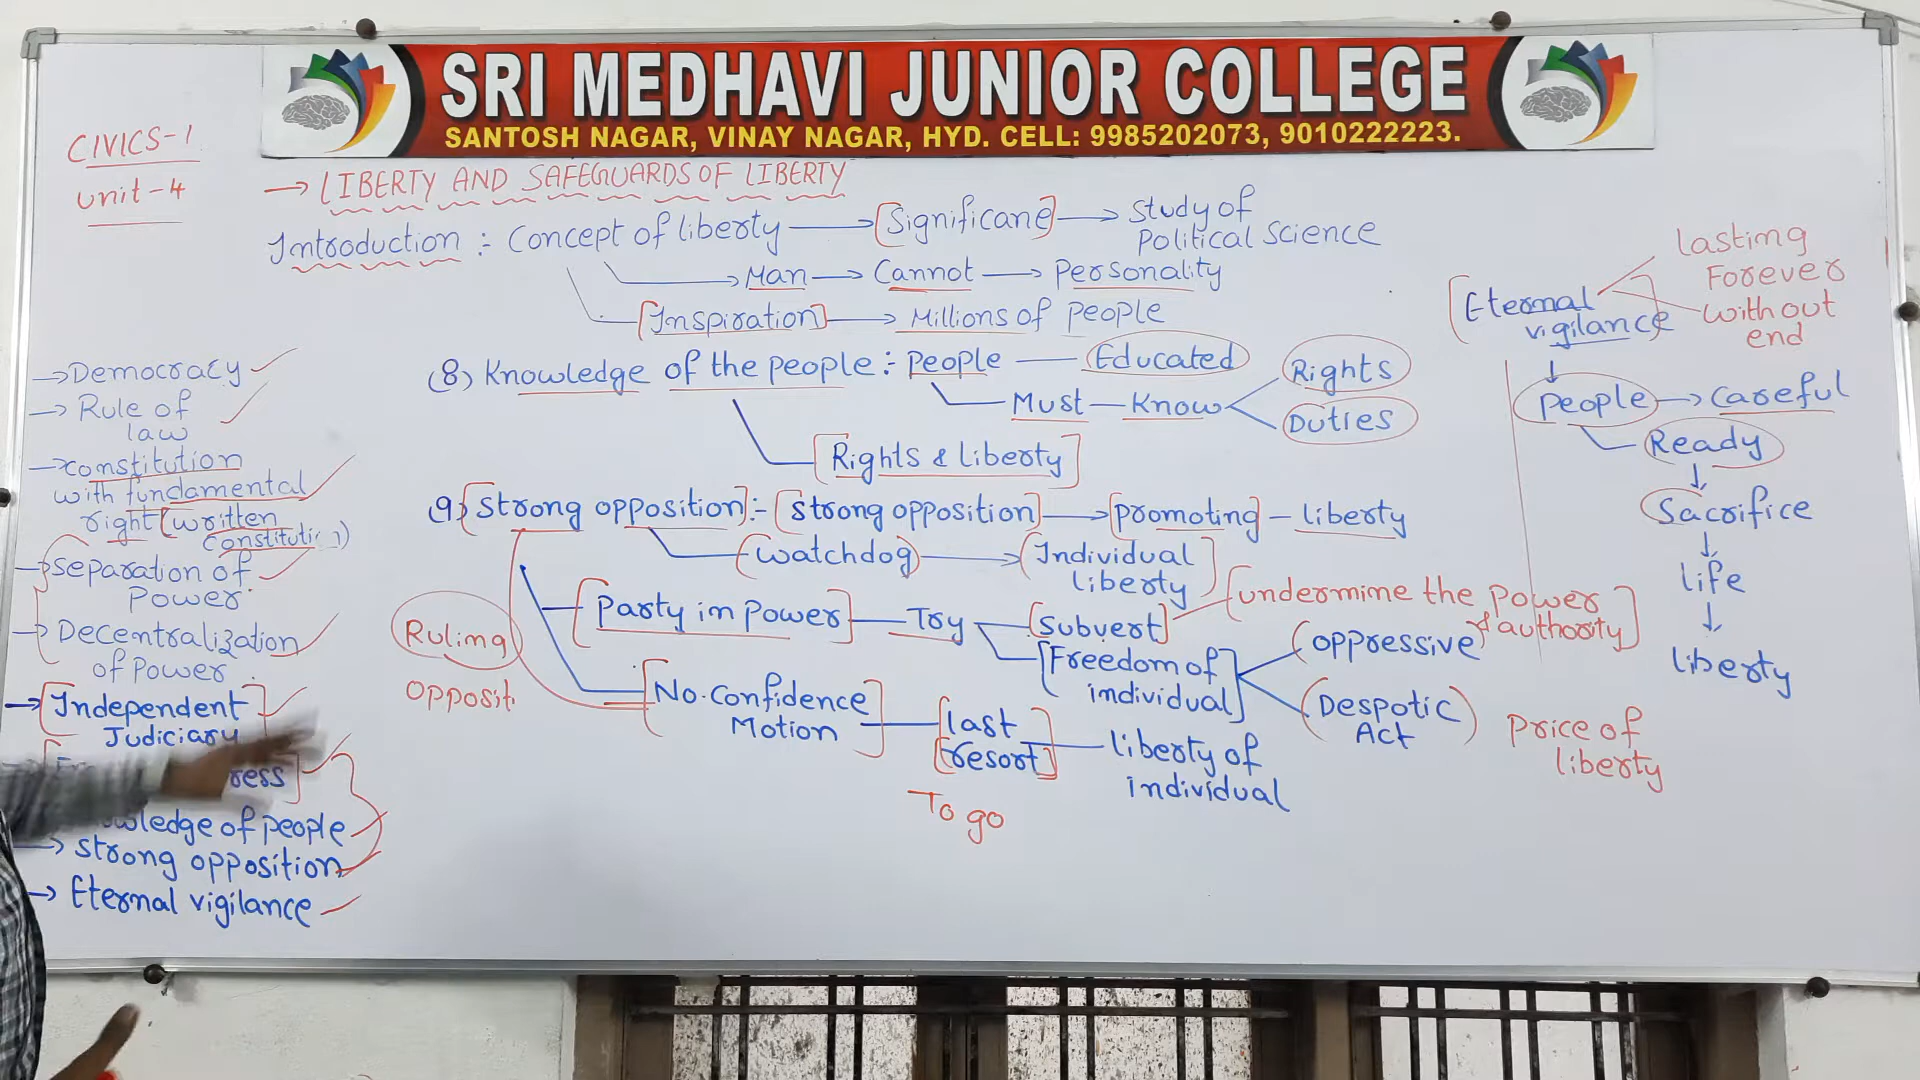 SRI MEDHAVI JUNIOR COLLEGE
SANTOSH NAGAR, VINAY NAGAR, HYD. CELL: 9985202073, 9010222223.
CIVICS-1
unit-4
→ LIBERTY AND SAFEGUARDS OF LIBERTY
Introduction :- Concept of liberty → [Significane] → Study of
Political Science
→ Man → Cannot → Personality
[Inspiration] → Millions of people
(8) Knowledge of the people :- people — Educated
Must — Know
Rights
Duties
[Rights & liberty]
(9) [Strong opposition] :- [strong opposition] → [promoting] - liberty
(watchdog) → [Individual
liberty]
[Party in power] — Try — [Subvert] [undermine the power
& authority]
[Freedom of
individual]
(oppressive
(Despotic)
Act
[No.confidence
Motion] — [last
[resort] — liberty of
individual
To go
Ruling
Opposit
→ Democracy
→ Rule of
law
→ constitution
with fundamental
right (written
constituti )
→ Separation of
Power
→ Decentralization
of Power
→ [Independent]
Judiciary
ress
wledge of people
→ strong opposition
→ Eternal vigilance
[Eternal
vigilance]
lasting
Forever
without
end
↓
people → Careful
Ready
↓
Sacrifice
↓
life
↓
liberty
Price of
liberty